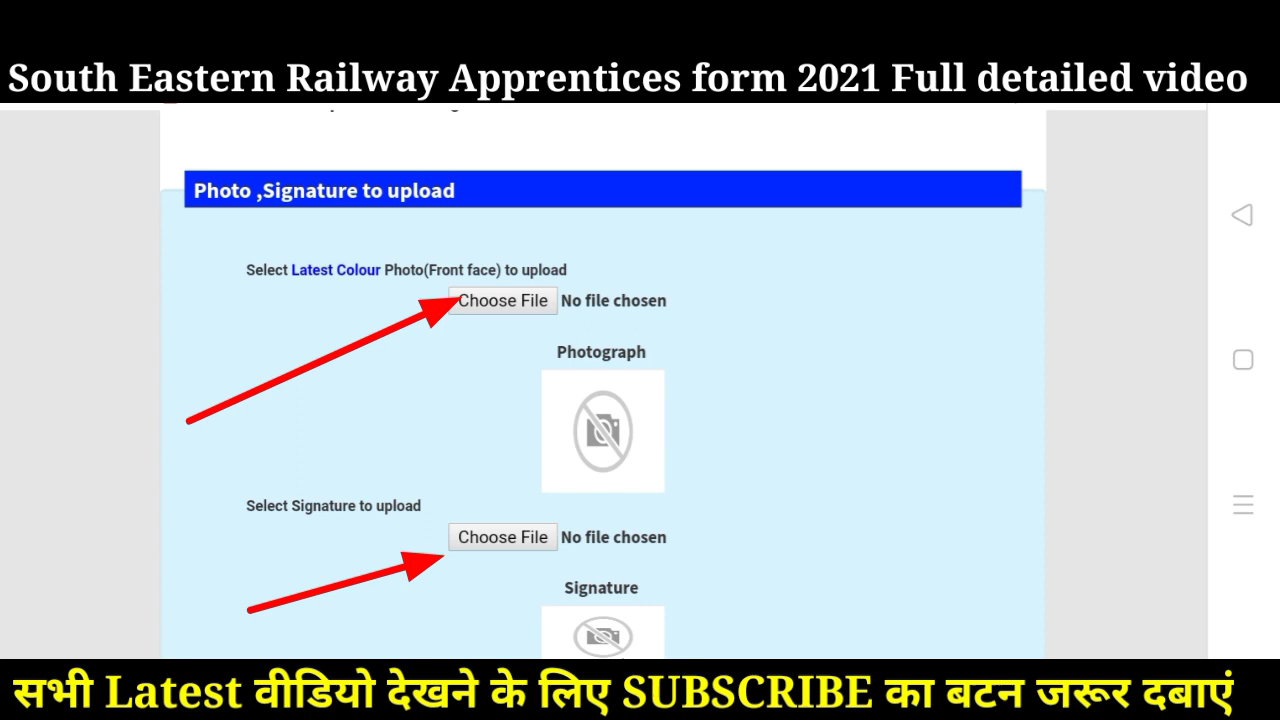 South Eastern Railway Apprentices form 2021 Full detailed video
Photo ,Signature to upload
Select Latest Colour Photo(Front face) to upload
Choose File No file chosen
Photograph
Select Signature to upload
Choose File No file chosen
Signature
सभी Latest वीडियो देखने के लिए SUBSCRIBE का बटन जरूर दबाएं